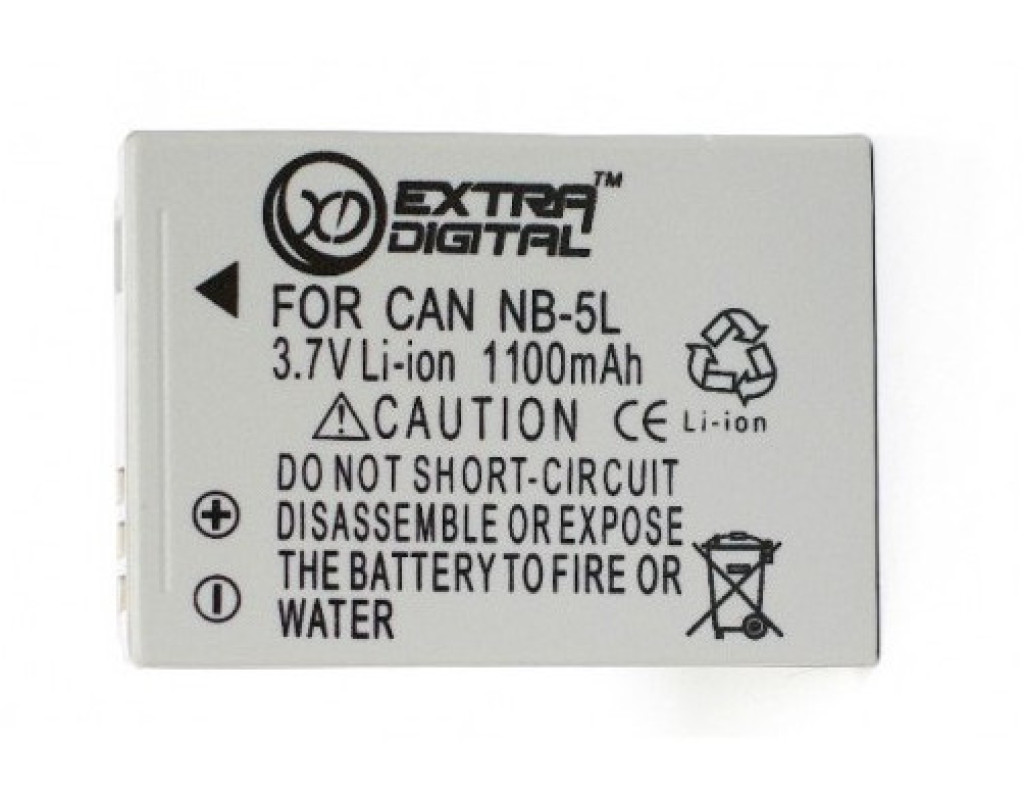 XD EXTRA™
DIGITAL
FOR CAN NB-5L
3.7V Li-ion 1100mAh
CAUTION CE Li-ion
DO NOT SHORT-CIRCUIT
DISASSEMBLE OR EXPOSE
THE BATTERY TO FIRE OR
WATER